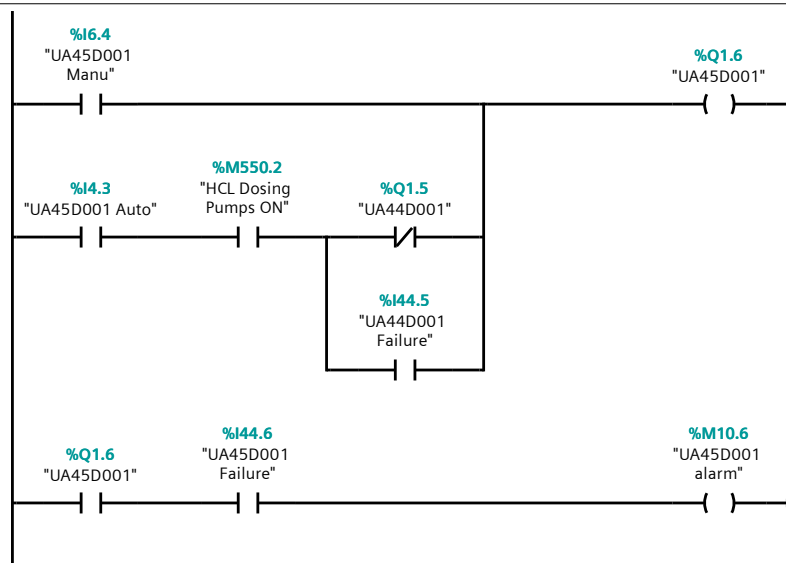 %I6.4
"UA45D001
Manu"
%Q1.6
"UA45D001"
%I4.3
"UA45D001 Auto"
%M550.2
"HCL Dosing
Pumps ON"
%Q1.5
"UA44D001"
%I44.5
"UA44D001
Failure"
%Q1.6
"UA45D001"
%I44.6
"UA45D001
Failure"
%M10.6
"UA45D001
alarm"